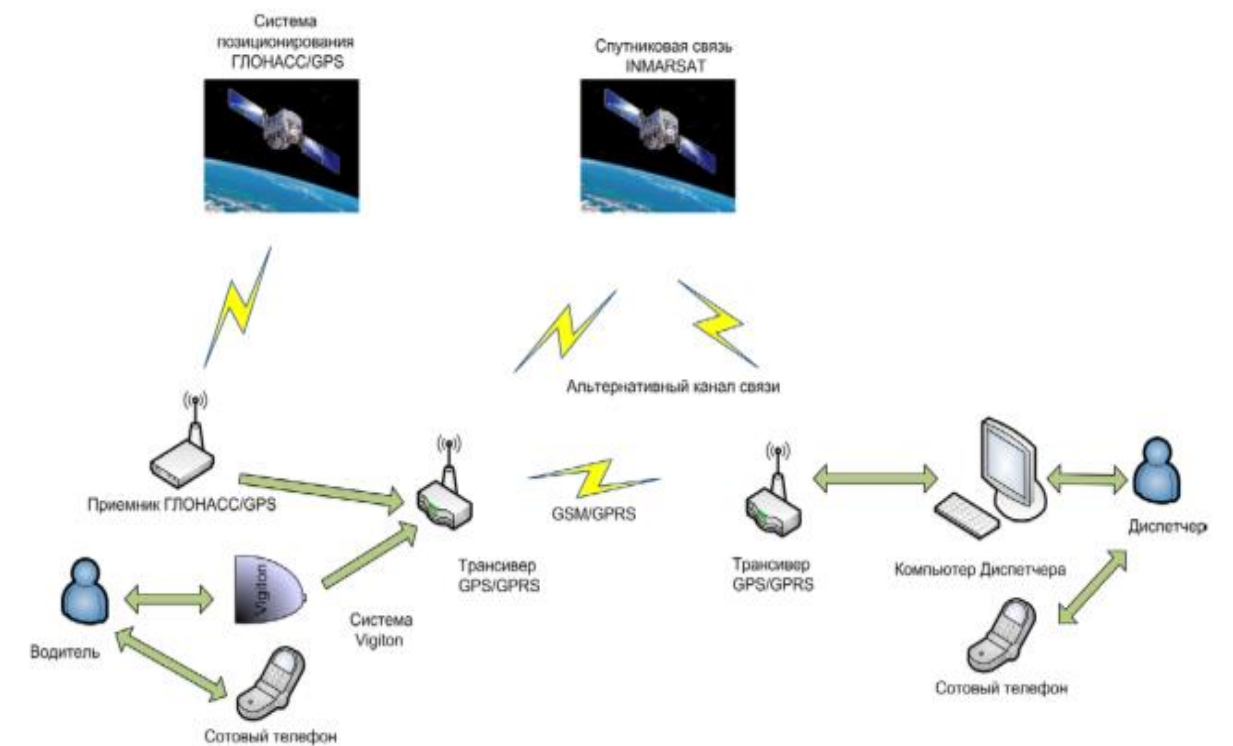 Система
позиционирования
ГЛОНАСС/GPS
Спутниковая связь
INMARSAT
Альтернативный канал связи
Приемник ГЛОНАСС/GPS
GSM/GPRS
Трансивер
GPS/GPRS
Трансивер
GPS/GPRS
Компьютер Диспетчера
Диспетчер
Vigiton
Система
Vigiton
Водитель
Сотовый телефон
Сотовый телефон